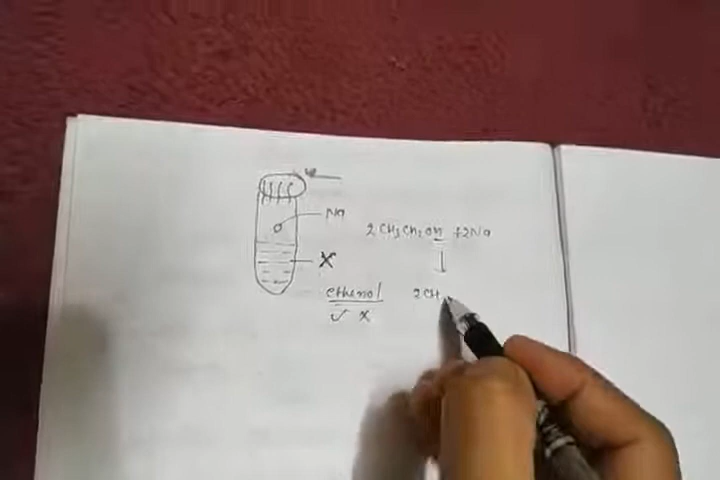 Na
2CH₃CH₂OH + 2Na
↓
X
ethanol
2CH
✓ X